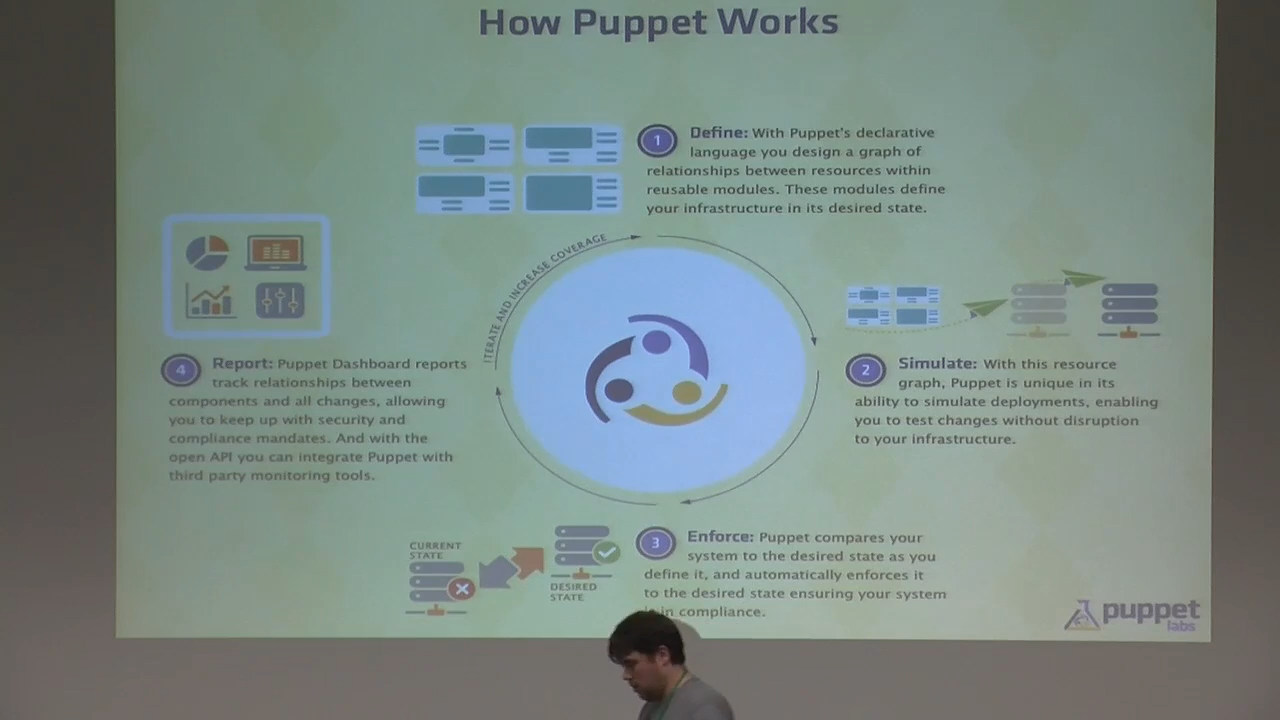 How Puppet Works
1
Define: With Puppet's declarative
language you design a graph of
relationships between resources within
reusable modules. These modules define
your infrastructure in its desired state.
ITERATE AND INCREASE COVERAGE
2
Simulate: With this resource
graph, Puppet is unique in its
ability to simulate deployments, enabling
you to test changes without disruption
to your infrastructure.
4
Report: Puppet Dashboard reports
track relationships between
components and all changes, allowing
you to keep up with security and
compliance mandates. And with the
open API you can integrate Puppet with
third party monitoring tools.
CURRENT
STATE
DESIRED
STATE
3
Enforce: Puppet compares your
system to the desired state as you
define it, and automatically enforces it
to the desired state ensuring your system
in compliance.
puppet
labs